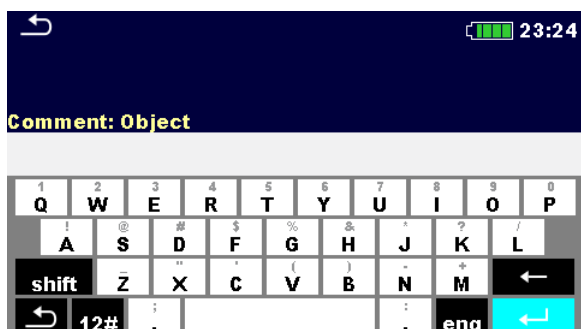 23:24
Comment: Object
1 2 3 4 5 6 7 8 9 0
Q W E R T Y U I O P
! @ # $ % & * ? /
A S D F G H J K L
_ " ' ( ) - +
shift Z X C V B N M
; :
12# . . eng